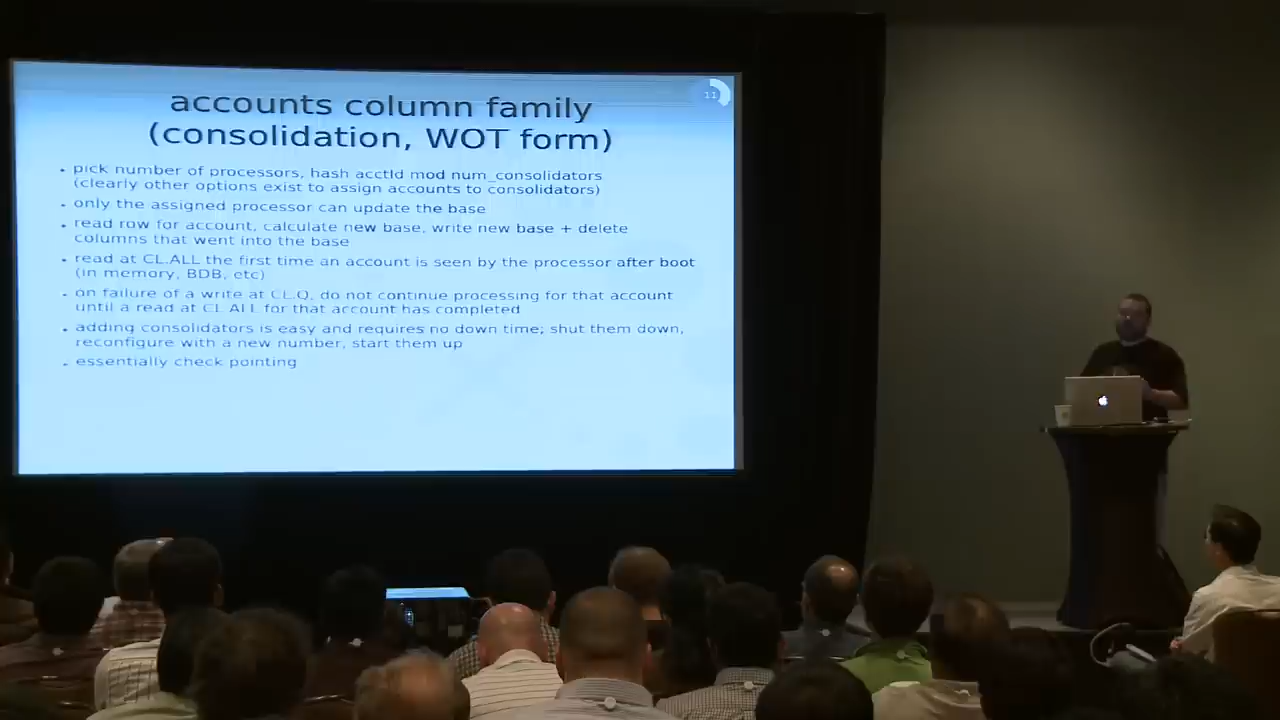 11
accounts column family
(consolidation, WOT form)
pick number of processors, hash acctId mod num_consolidators
(clearly other options exist to assign accounts to consolidators)
only the assigned processor can update the base
read row for account, calculate new base, write new base + delete
columns that went into the base
read at CL.ALL the first time an account is seen by the processor after boot
(in memory, BDB, etc)
on failure of a write at CL.Q, do not continue processing for that account
until a read at CL.ALL for that account has completed
adding consolidators is easy and requires no down time; shut them down,
reconfigure with a new number, start them up
essentially check pointing